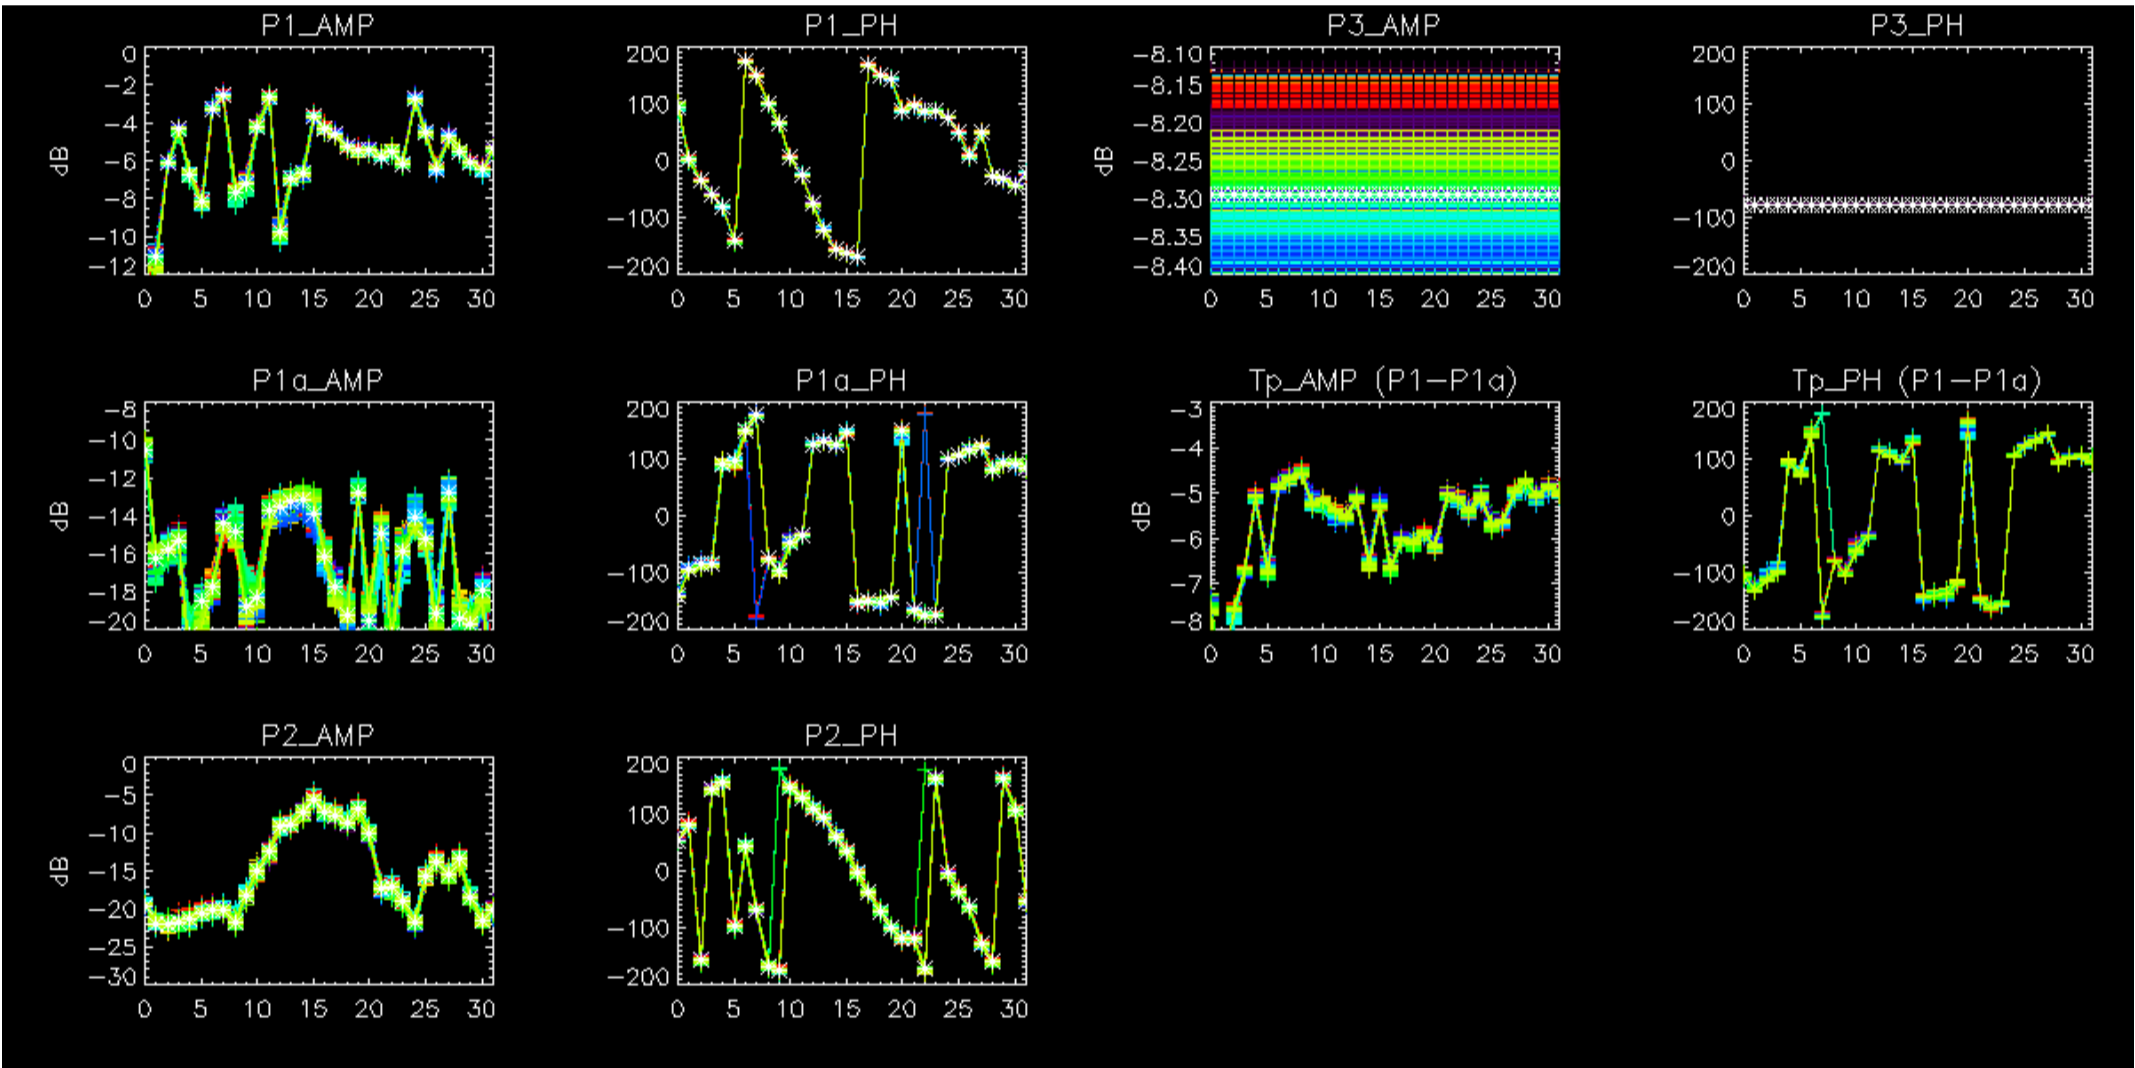 P1_AMP
P1_PH
P3_AMP
P3_PH
dB
0
-2
-4
-6
-8
-10
-12
0 5 10 15 20 25 30
200
100
0
-100
-200
0 5 10 15 20 25 30
dB
-8.10
-8.15
-8.20
-8.25
-8.30
-8.35
-8.40
0 5 10 15 20 25 30
200
100
0
-100
-200
0 5 10 15 20 25 30
P1a_AMP
P1a_PH
Tp_AMP (P1-P1a)
Tp_PH (P1-P1a)
dB
-8
-10
-12
-14
-16
-18
-20
0 5 10 15 20 25 30
200
100
0
-100
-200
0 5 10 15 20 25 30
dB
-3
-4
-5
-6
-7
-8
0 5 10 15 20 25 30
200
100
0
-100
-200
0 5 10 15 20 25 30
P2_AMP
P2_PH
dB
0
-5
-10
-15
-20
-25
-30
0 5 10 15 20 25 30
200
100
0
-100
-200
0 5 10 15 20 25 30